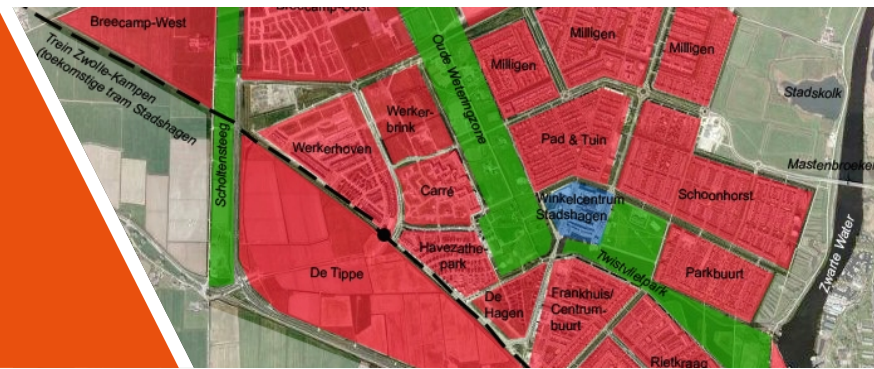 Breecamp-West
Breecamp-Oost
Milligen
Milligen
Milligen
Oude Weteringzone
Trein Zwolle-Kampen
(toekomstige tram Stadshagen)
Stadskolk
Werker-
brink
Werkerhoven
Pad & Tuin
Scholtensteeg
Mastenbroeker
Carré
Winkelcentrum
Stadshagen
Schoonhorst
Zwarte Water
Havezathe-
park
Twistvlietpark
De Tippe
Parkbuurt
De
Hagen
Frankhuis/
Centrum-
buurt
Rietkraag